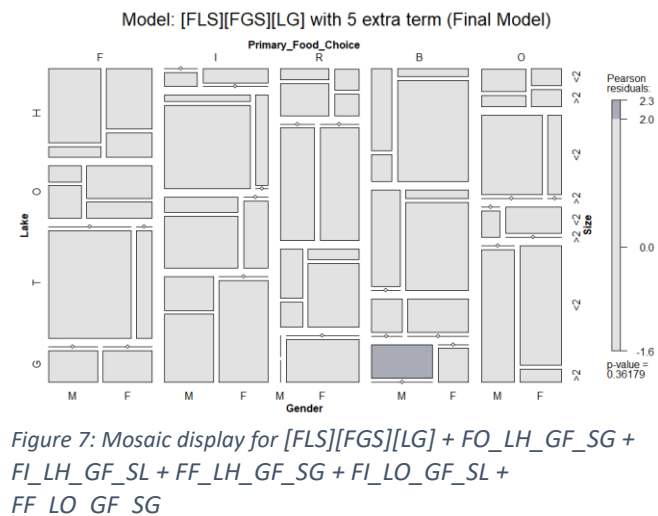 Model: [FLS][FGS][LG] with 5 extra term (Final Model)
Primary_Food_Choice
F I R B O
Lake
H
O
T
G
<2
>2
<2
>2
<2
>2
<2
>2
Size
M F M F M F M F M F
Gender
Pearson
residuals:
2.3
2.0
0.0
-1.6
p-value =
0.36179
Figure 7: Mosaic display for [FLS][FGS][LG] + FO_LH_GF_SG +
FI_LH_GF_SL + FF_LH_GF_SG + FI_LO_GF_SL +
FF_LO_GF_SG